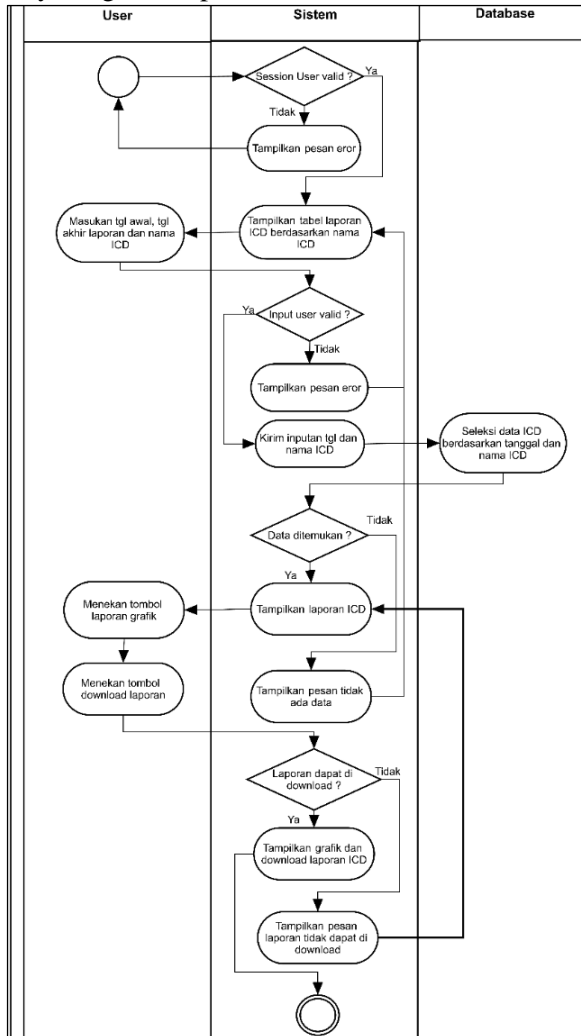 User
Sistem
Database
Session User valid ?
Ya
Tidak
Tampilkan pesan eror
Masukan tgl awal, tgl
akhir laporan dan nama
ICD
Tampilkan tabel laporan
ICD berdasarkan nama
ICD
Input user valid ?
Ya
Tidak
Tampilkan pesan eror
Kirim inputan tgl dan
nama ICD
Seleksi data ICD
berdasarkan tanggal dan
nama ICD
Data ditemukan ?
Tidak
Ya
Menekan tombol
laporan grafik
Tampilkan laporan ICD
Menekan tombol
download laporan
Tampilkan pesan tidak
ada data
Laporan dapat di
download ?
Tidak
Ya
Tampilkan grafik dan
download laporan ICD
Tampilkan pesan
laporan tidak dapat di
download